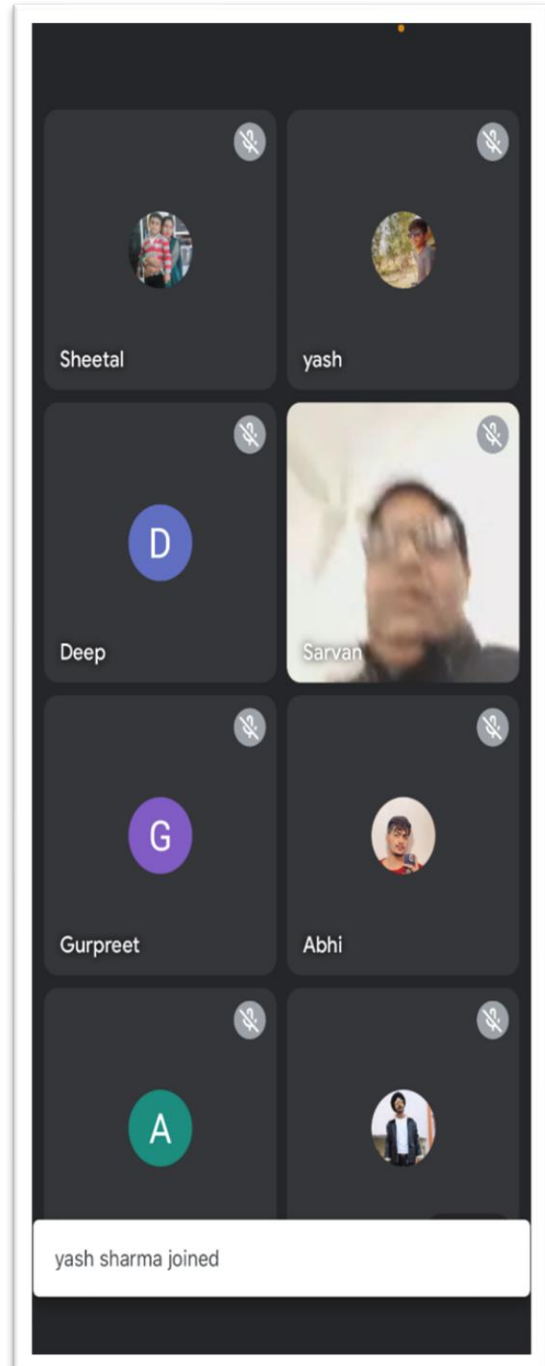 Sheetal
yash
D
Deep
Sarvan
G
Gurpreet
Abhi
A
yash sharma joined